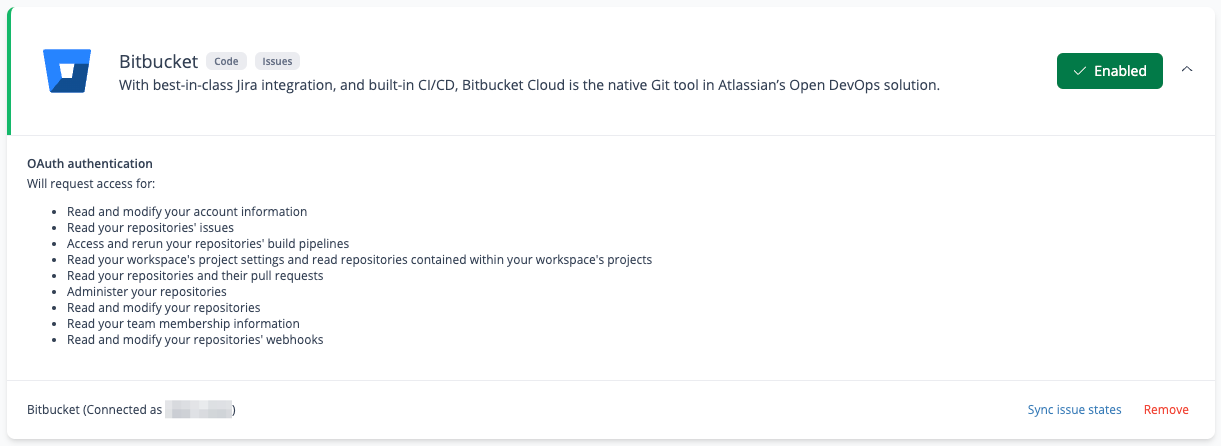 Bitbucket Code Issues
With best-in-class Jira integration, and built-in CI/CD, Bitbucket Cloud is the native Git tool in Atlassian’s Open DevOps solution.
Enabled
OAuth authentication
Will request access for:
• Read and modify your account information
• Read your repositories' issues
• Access and rerun your repositories' build pipelines
• Read your workspace's project settings and read repositories contained within your workspace's projects
• Read your repositories and their pull requests
• Administer your repositories
• Read and modify your repositories
• Read your team membership information
• Read and modify your repositories' webhooks
Bitbucket (Connected as )
Sync issue states Remove